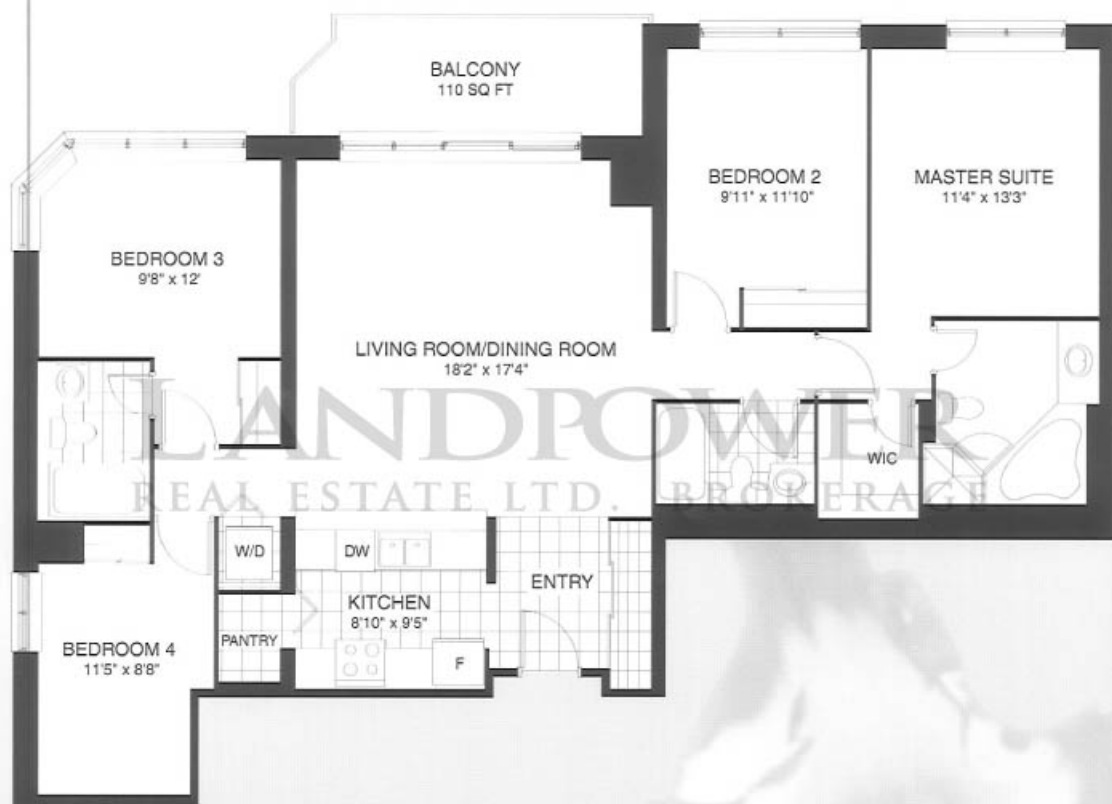 BALCONY
110 SQ FT
BEDROOM 2
9'11" x 11'10"
MASTER SUITE
11'4" x 13'3"
BEDROOM 3
9'8" x 12'
LIVING ROOM/DINING ROOM
18'2" x 17'4"
LANDPOWER
REAL ESTATE LTD. BROKERAGE
WIC
W/D
DW
ENTRY
KITCHEN
8'10" x 9'5"
PANTRY
F
BEDROOM 4
11'5" x 8'8"